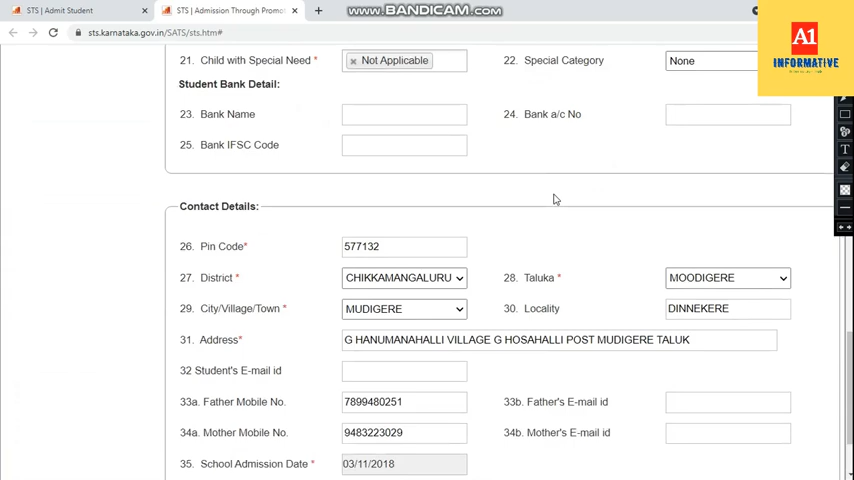 STS | Admit Student
STS | Admission Through Promo
www.BANDICAM.com
sts.karnataka.gov.in/SATS/sts.htm#
A1
INFORMATIVE
21. Child with Special Need *
Not Applicable
22. Special Category
None
Student Bank Detail:
23. Bank Name
24. Bank a/c No
25. Bank IFSC Code
Contact Details:
26. Pin Code*
577132
27. District *
CHIKKAMANGALURU
28. Taluka *
MOODIGERE
29. City/Village/Town *
MUDIGERE
30. Locality
DINNEKERE
31. Address*
G HANUMANAHALLI VILLAGE G HOSAHALLI POST MUDIGERE TALUK
32 Student's E-mail id
33a. Father Mobile No.
7899480251
33b. Father's E-mail id
34a. Mother Mobile No.
9483223029
34b. Mother's E-mail id
35. School Admission Date *
03/11/2018